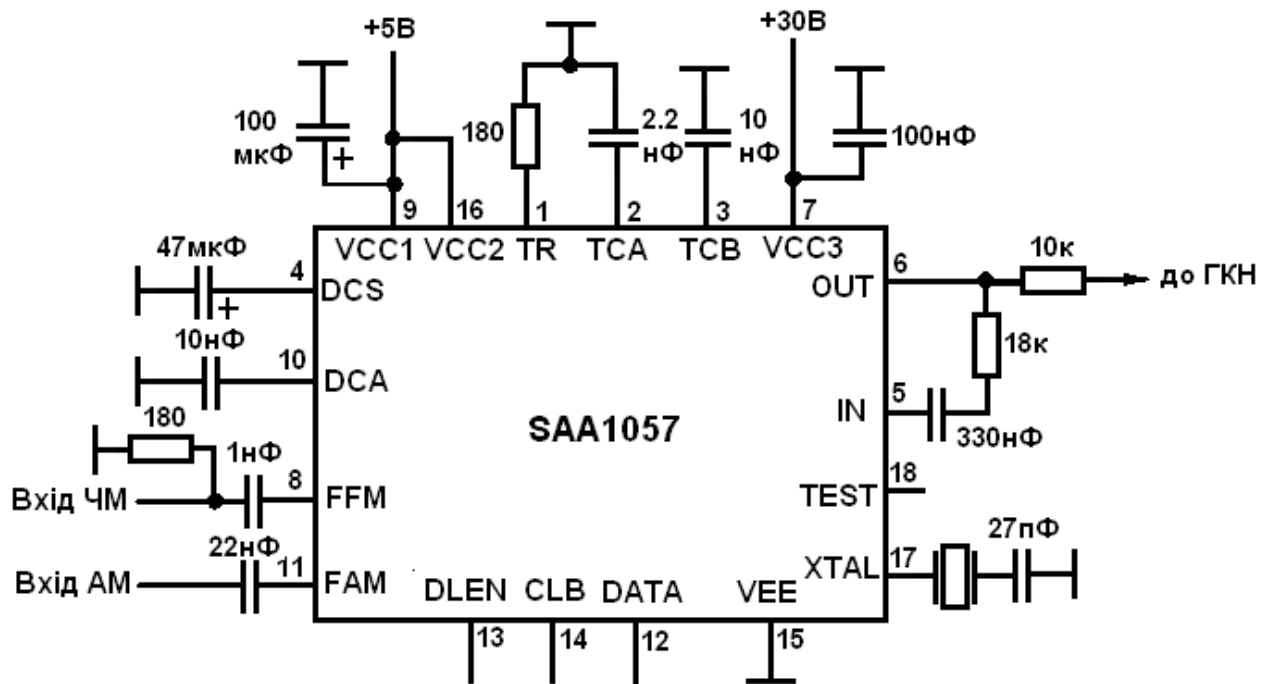 +5В
+30В
100
мкФ
180
2.2
нФ
10
нФ
100нФ
9
16
1
2
3
7
VCC1
VCC2
TR
TCA
TCB
VCC3
47мкФ
4
DCS
10нФ
10
DCA
180
1нФ
Вхід ЧМ
8
FFM
22нФ
Вхід АМ
11
FAM
SAA1057
OUT
6
10к
до ГКН
18к
IN
5
330нФ
TEST
18
XTAL
17
27пФ
DLEN
CLB
DATA
VEE
13
14
12
15